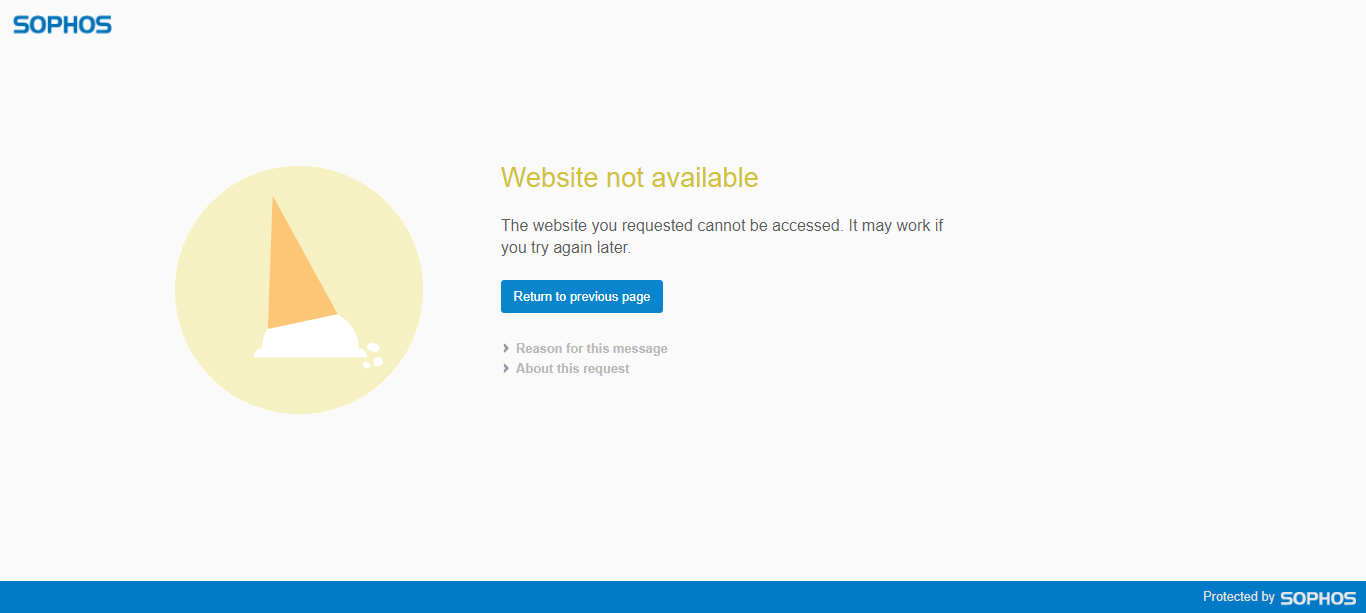 SOPHOS
Website not available
The website you requested cannot be accessed. It may work if
you try again later.
Return to previous page
Reason for this message
About this request
Protected by SOPHOS